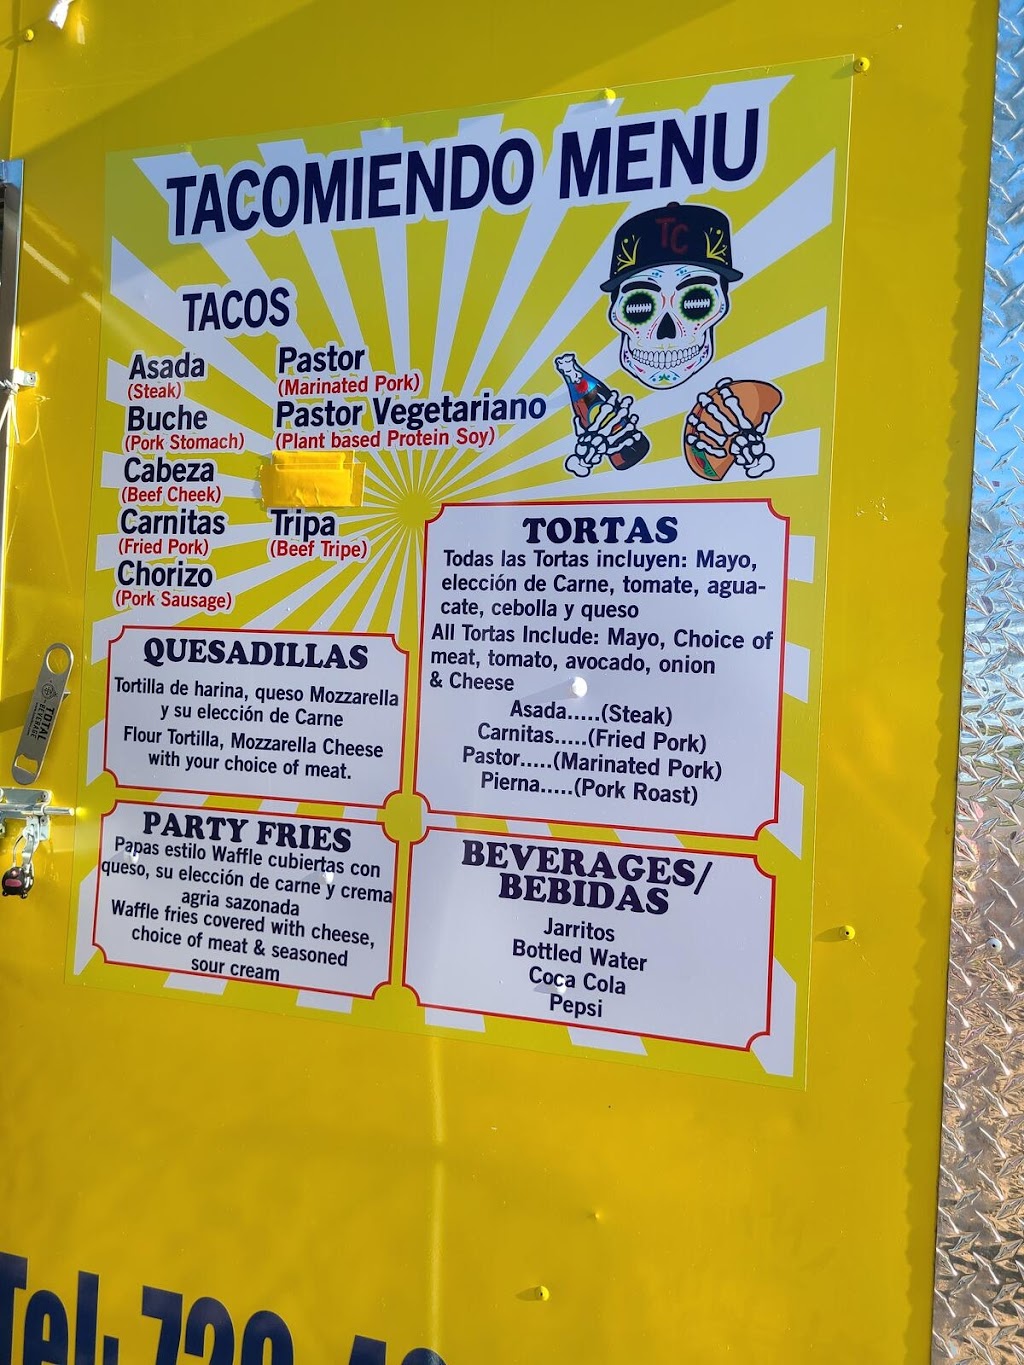 TACOMIENDO MENU
TC
TACOS
Asada
(Steak)
Buche
(Pork Stomach)
Cabeza
(Beef Cheek)
Carnitas
(Fried Pork)
Chorizo
(Pork Sausage)
Pastor
(Marinated Pork)
Pastor Vegetariano
(Plant based Protein Soy)
Tripa
(Beef Tripe)
QUESADILLAS
Tortilla de harina, queso Mozzarella
y su elección de Carne
Flour Tortilla, Mozzarella Cheese
with your choice of meat.
PARTY FRIES
Papas estilo Waffle cubiertas con
queso, su elección de carne y crema
agria sazonada
Waffle fries covered with cheese,
choice of meat & seasoned
sour cream
TORTAS
Todas las Tortas incluyen: Mayo,
elección de Carne, tomate, agua-
cate, cebolla y queso
All Tortas Include: Mayo, Choice of
meat, tomato, avocado, onion
& Cheese
Asada.....(Steak)
Carnitas.....(Fried Pork)
Pastor.....(Marinated Pork)
Pierna.....(Pork Roast)
BEVERAGES/
BEBIDAS
Jarritos
Bottled Water
Coca Cola
Pepsi
TOTAL
BEVERAGE
Tel: 720